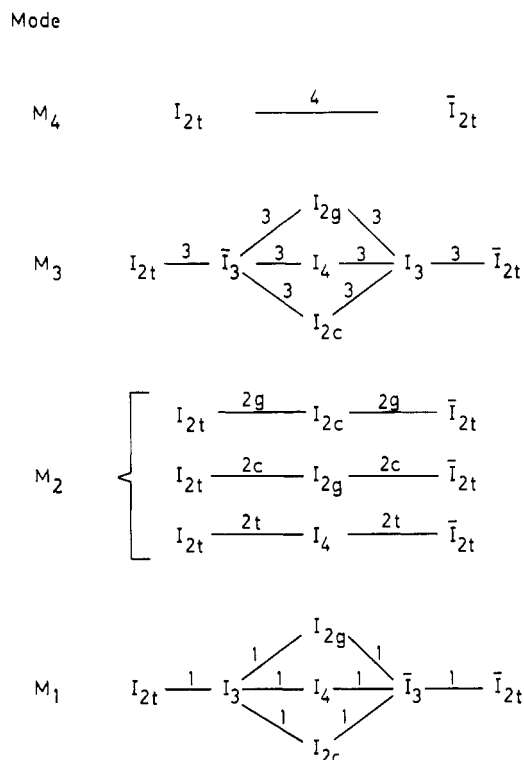 Mode
4
M₄ I₂ₜ Ī₂ₜ
I₂g
3 3
M₃ I₂ₜ 3 Ī₃ 3 I₄ 3 I₃ 3 Ī₂ₜ
3 3
I₂c
2g 2g
I₂ₜ I₂c Ī₂ₜ
2c 2c
M₂ I₂ₜ I₂g Ī₂ₜ
2t 2t
I₂ₜ I₄ Ī₂ₜ
I₂g
1 1
M₁ I₂ₜ 1 I₃ 1 I₄ 1 Ī₃ 1 Ī₂ₜ
1 1
I₂c